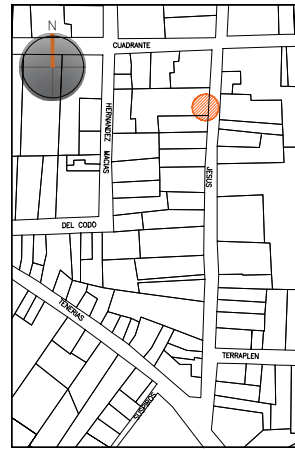 N
CUADRANTE
HERNANDEZ MACIAS
JESUS
DEL CODO
TENERIAS
TERRAPLEN
SUSPIROS